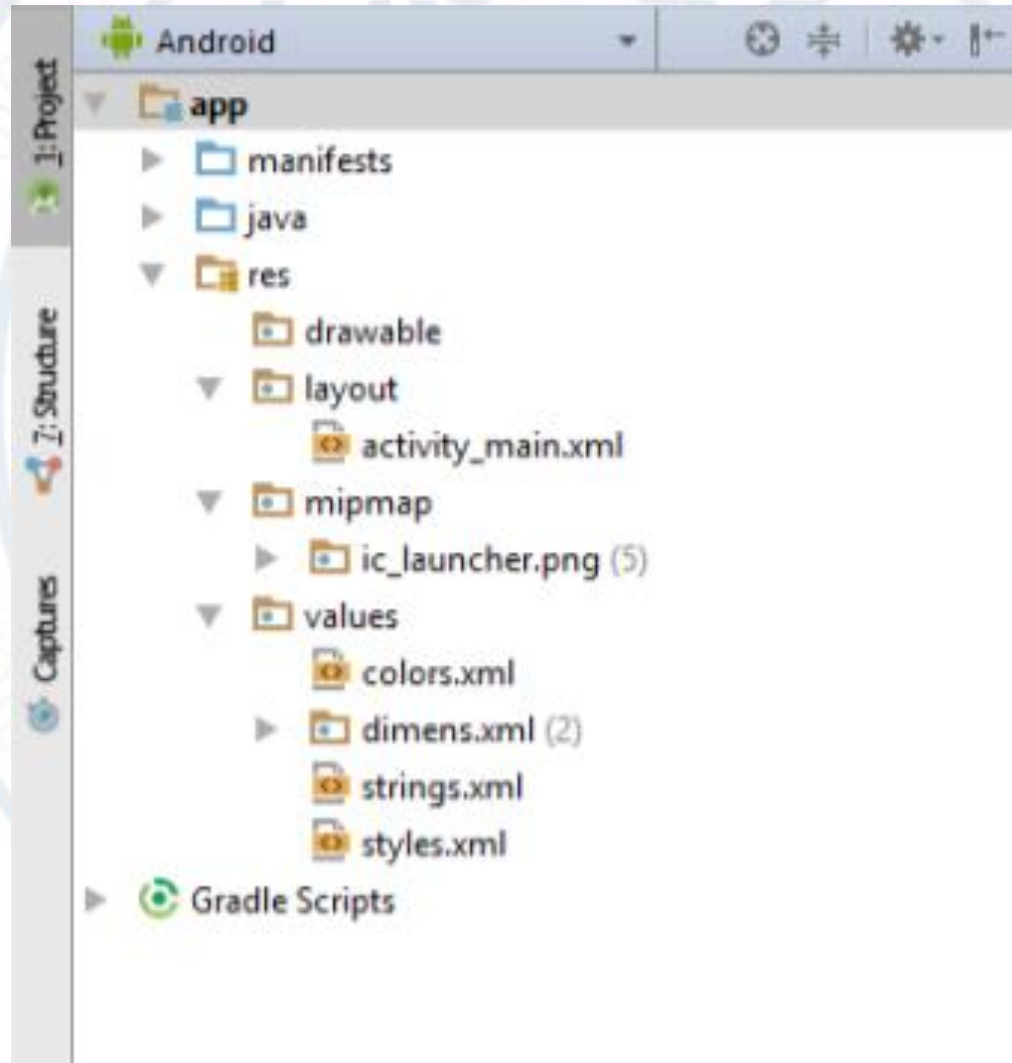 Android
1: Project
7: Structure
Captures
app
manifests
java
res
drawable
layout
activity_main.xml
mipmap
ic_launcher.png (5)
values
colors.xml
dimens.xml (2)
strings.xml
styles.xml
Gradle Scripts